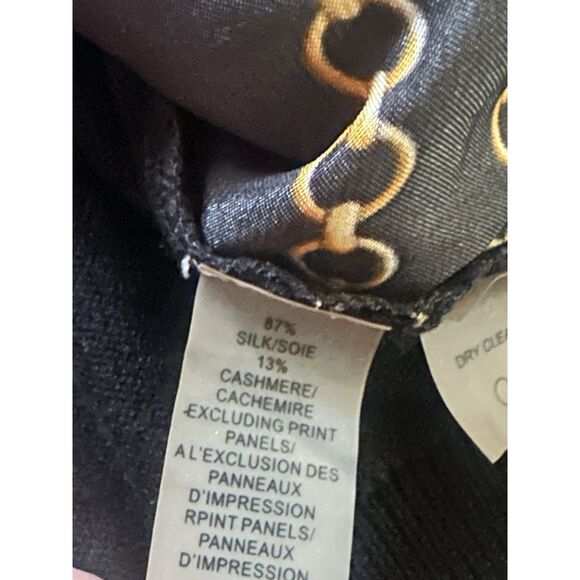 87%
SILK/SOIE
13%
CASHMERE/
CACHEMIRE
EXCLUDING PRINT
PANELS/
A L'EXCLUSION DES
PANNEAUX
D'IMPRESSION
RPINT PANELS/
PANNEAUX
D'IMPRESSION
DRY CLEA